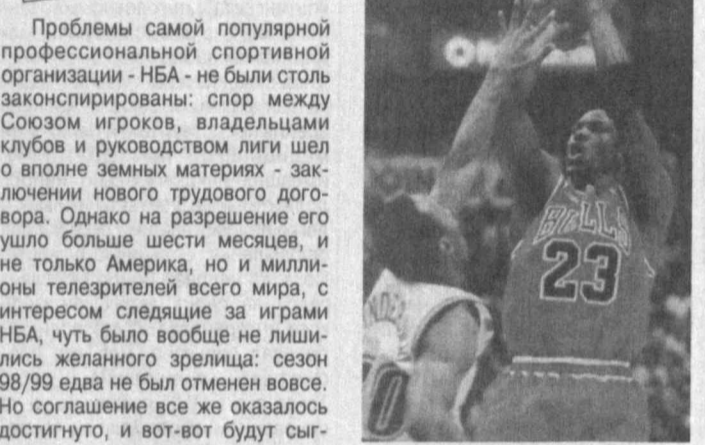 Проблемы самой популярной
профессиональной спортивной
организации - НБА - не были столь
законспирированы: спор между
Союзом игроков, владельцами
клубов и руководством лиги шел
о вполне земных материях - зак-
лючении нового трудового дого-
вора. Однако на разрешение его
ушло больше шести месяцев, и
не только Америка, но и милли-
оны телезрителей всего мира, с
интересом следящие за играми
НБА, чуть было вообще не лиши-
лись желанного зрелища: сезон
98/99 едва не был отменен вовсе.
Но соглашение все же оказалось
достигнуто, и вот-вот будут сыг-
BULLS
23